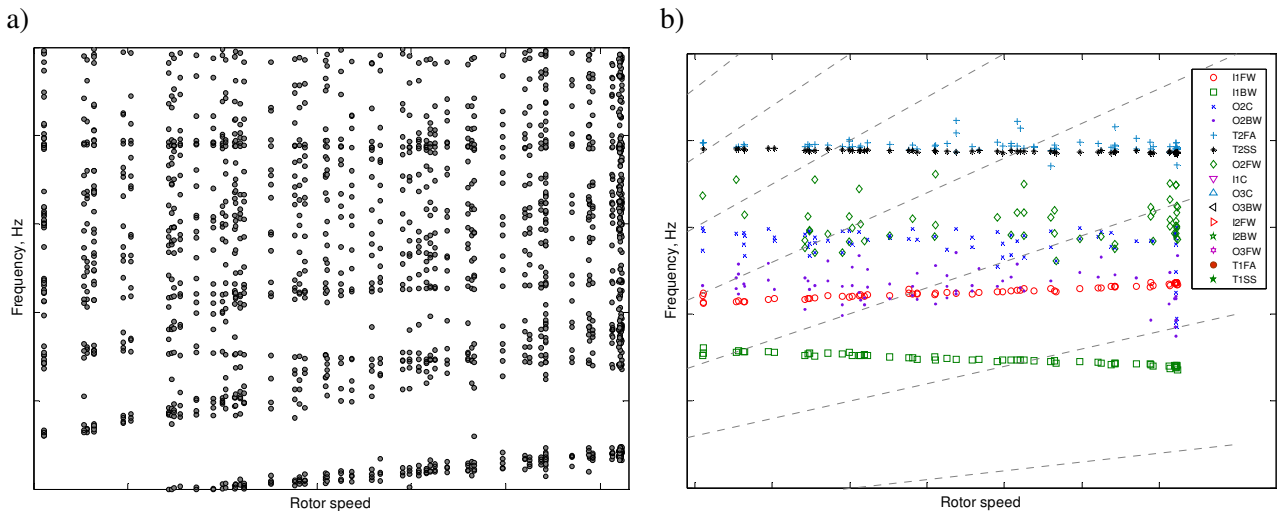 a)
Frequency, Hz
Rotor speed
b)
Frequency, Hz
Rotor speed
I1FW
I1BW
O2C
O2BW
T2FA
T2SS
O2FW
I1C
O3C
O3BW
I2FW
I2BW
O3FW
T1FA
T1SS